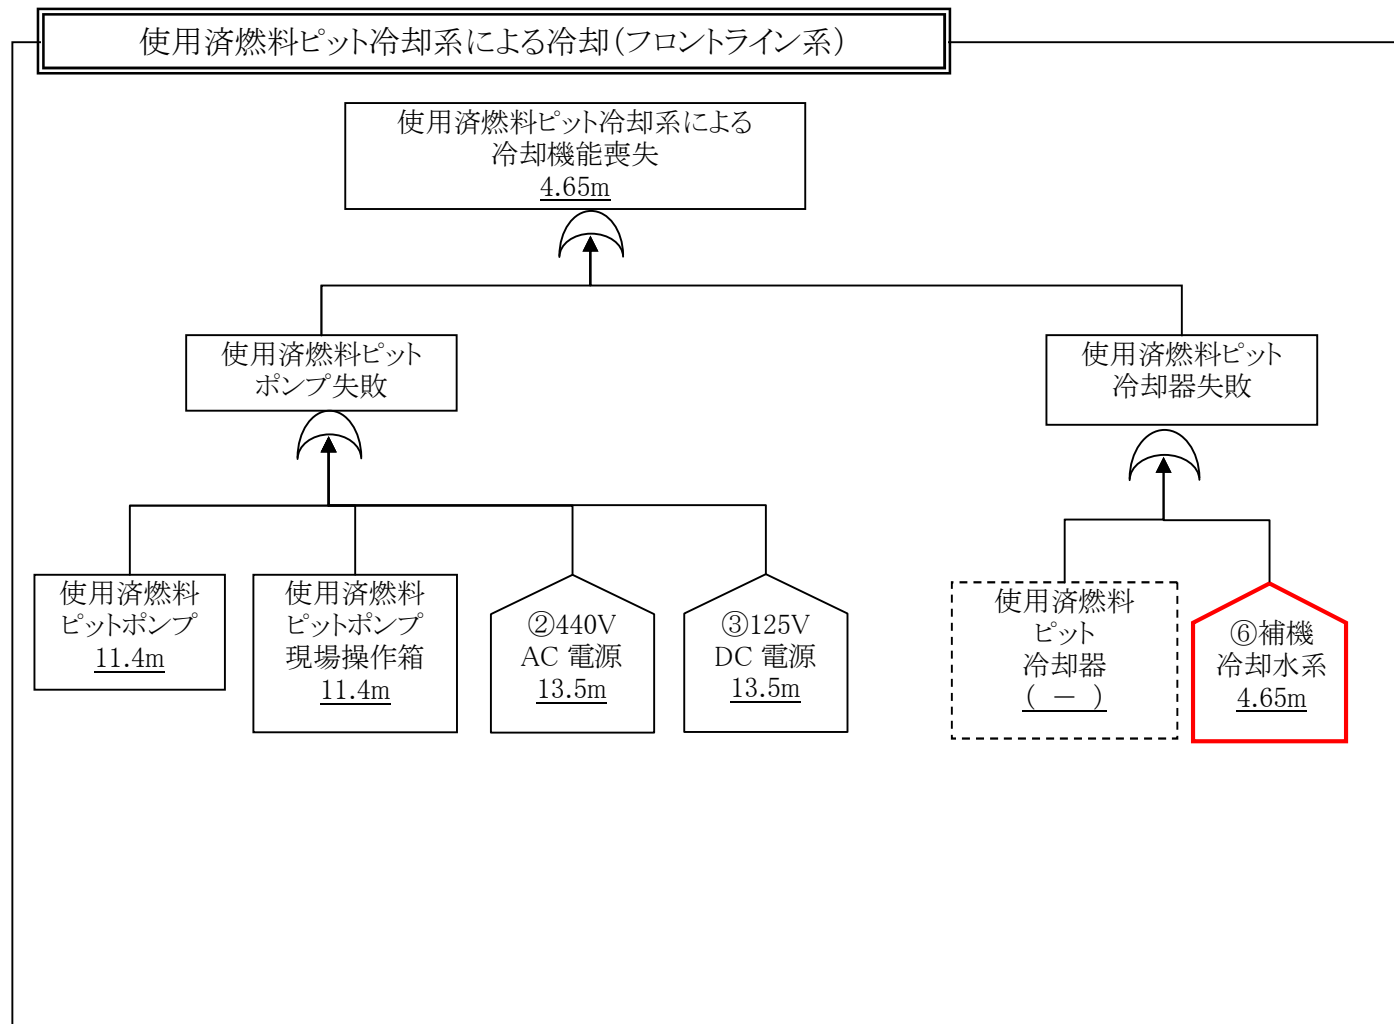 使用済燃料ピット冷却系による冷却(フロントライン系)
使用済燃料ピット冷却系による
冷却機能喪失
4.65m
使用済燃料ピット
ポンプ失敗
使用済燃料ピット
冷却器失敗
使用済燃料
ピットポンプ
11.4m
使用済燃料
ピットポンプ
現場操作箱
11.4m
②440V
AC 電源
13.5m
③125V
DC 電源
13.5m
使用済燃料
ピット
冷却器
( － )
⑥補機
冷却水系
4.65m